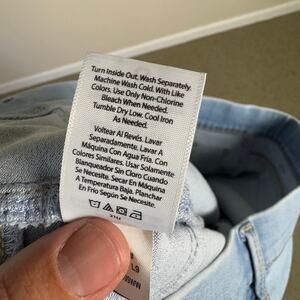 Turn Inside Out. Wash Separately.
Machine Wash Cold. With Like
Colors. Use Only Non-Chlorine
Bleach When Needed.
Tumble Dry Low. Cool Iron
As Needed.
Voltear Al Revés. Lavar
Separadamente. Lavar A
Máquina Con Agua Fría. Con
Colores Similares. Usar Solamente
Blanqueador Sin Cloro Cuando
Se Necesite. Secar En Máquina
A Temperatura Baja. Planchar
En Frío Según Se Necesite.